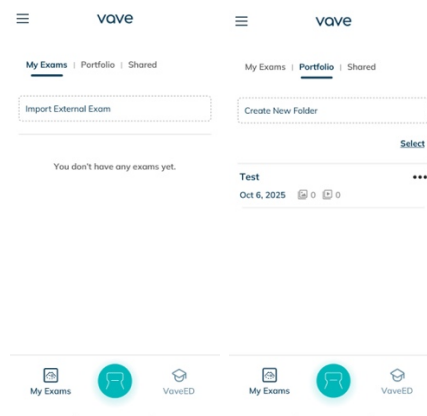 vave
My Exams | Portfolio | Shared
Import External Exam
You don't have any exams yet.
My Exams
VaveED
vave
My Exams | Portfolio | Shared
Create New Folder
Select
Test
Oct 6, 2025 0 0
My Exams
VaveED